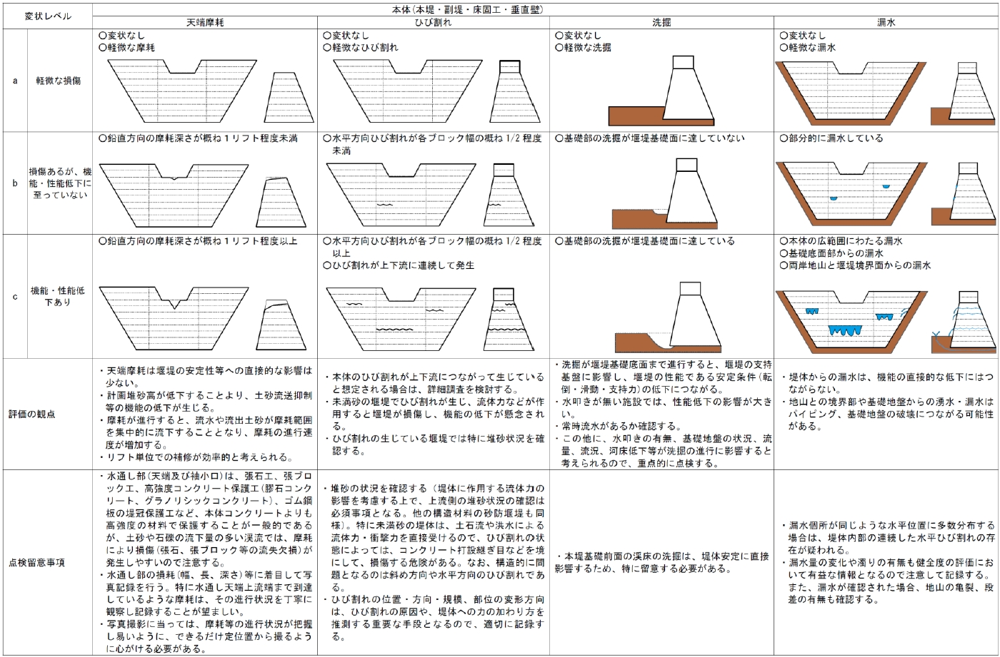 変状レベル
本体(本堤・副堤・床固工・垂直壁)
天端摩耗
ひび割れ
洗掘
漏水
a
軽微な損傷
〇変状なし
〇軽微な摩耗
〇変状なし
〇軽微なひび割れ
〇変状なし
〇軽微な洗掘
〇変状なし
〇軽微な漏水
b
損傷あるが、機
能・性能低下に
至っていない
〇鉛直方向の摩耗深さが概ね１リフト程度未満
〇水平方向ひび割れが各ブロック幅の概ね1/2 程度
未満
〇基礎部の洗掘が堰堤基礎面に達していない
〇部分的に漏水している
c
機能・性能低
下あり
〇鉛直方向の摩耗深さが概ね１リフト程度以上
〇水平方向ひび割れが各ブロック幅の概ね1/2 程度
以上
〇ひび割れが上下流に連続して発生
〇基礎部の洗掘が堰堤基礎面に達している
〇本体の広範囲にわたる漏水
〇基礎底面部からの漏水
〇両岸地山と堰堤境界面からの漏水
評価の観点
・天端摩耗は堰堤の安定性等への直接的な影響は
少ない。
・計画堆砂高が低下することより、土砂流送抑制
等の機能の低下が生じる。
・摩耗が進行すると、流水や流出土砂が摩耗範囲
を集中的に流下することとなり、摩耗の進行速
度が増加する。
・リフト単位での補修が効率的と考えられる。
・本体のひび割れが上下流につながって生じている
と想定される場合は、詳細調査を検討する。
・未満砂の堰堤でひび割れが生じ、流体力などが作
用すると堰堤が損傷し、機能の低下が懸念され
る。
・ひび割れの生じている堰堤では特に堆砂状況を確
認する。
・洗掘が堰堤基礎底面まで進行すると、堰堤の支持
基盤に影響し、堰堤の性能である安定条件(転
倒・滑動・支持力)の低下につながる。
・水叩きが無い施設では、性能低下の影響が大き
い。
・常時流水があるか確認する。
・この他に、水叩きの有無、基礎地盤の状況、流
量、流況、河床低下等が洗掘の進行に影響すると
考えられるので、重点的に点検する。
・堤体からの漏水は、機能の直接的な低下にはつ
ながらない。
・地山との境界部や基礎地盤からの湧水・漏水は
パイピング、基礎地盤の破壊につながる可能性
がある。
点検留意事項
・水通し部(天端及び袖小口)は、張石工、張ブロ
ック工、高強度コンクリート保護工(膠石コンク
リート、グラノリシックコンクリート)、ゴム鋼
板の堤冠保護工など、本体コンクリートよりも
高強度の材料で保護することが一般的である
が、土砂や石礫の流下量の多い渓流では、摩耗
により損傷(張石、張ブロック等の流失欠損)が
発生しやすいので注意する。
・水通し部の損耗(幅、長、深さ)等に着目して写
真記録を行う。特に水通し天端上流端まで到達
しているような摩耗は、その進行状況を丁寧に
観察し記録することが望ましい。
・写真撮影に当っては、摩耗等の進行状況が把握
し易いように、できるだけ定位置から撮るよう
に心がける必要がある。
・堆砂の状況を確認する（堤体に作用する流体力の
影響を考慮する上で、上流側の堆砂状況の確認は
必須事項となる。他の構造材料の砂防堰堤も同
様)。特に未満砂の堤体は、土石流や洪水による
流体力・衝撃力を直接受けるので、ひび割れの状
態によっては、コンクリート打設継ぎ目などを境
にして、損傷する危険がある。なお、構造的に問
題となるのは斜め方向や水平方向のひび割れであ
る。
・ひび割れの位置・方向・規模、部位の変形方向
は、ひび割れの原因や、堤体への力の加わり方を
推測する重要な手段となるので、適切に記録す
る。
・本堤基礎前面の渓床の洗掘は、堤体安定に直接
影響するため、特に留意する必要がある。
・漏水個所が同じような水平位置に多数分布する
場合は、堤体内部の連続した水平ひび割れの存
在が疑われる。
・漏水量の変化や濁りの有無も健全度の評価にお
いて有益な情報となるので注意して記録する。
また、漏水が確認された場合、地山の亀裂、段
差の有無も確認する。